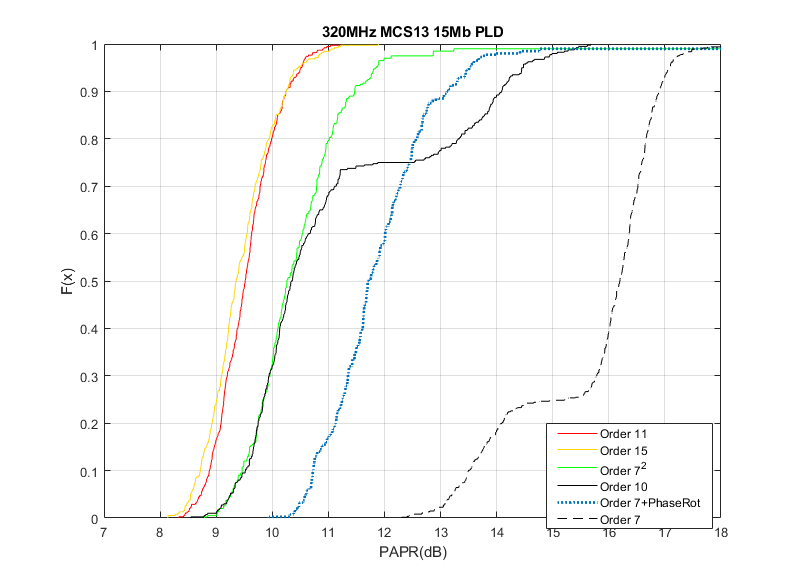 320MHz MCS13 15Mb PLD
F(x)
1
0.9
0.8
0.7
0.6
0.5
0.4
0.3
0.2
0.1
0
Order 11
Order 15
Order 7²
Order 10
Order 7+PhaseRot
Order 7
7 8 9 10 11 12 13 14 15 16 17 18
PAPR(dB)